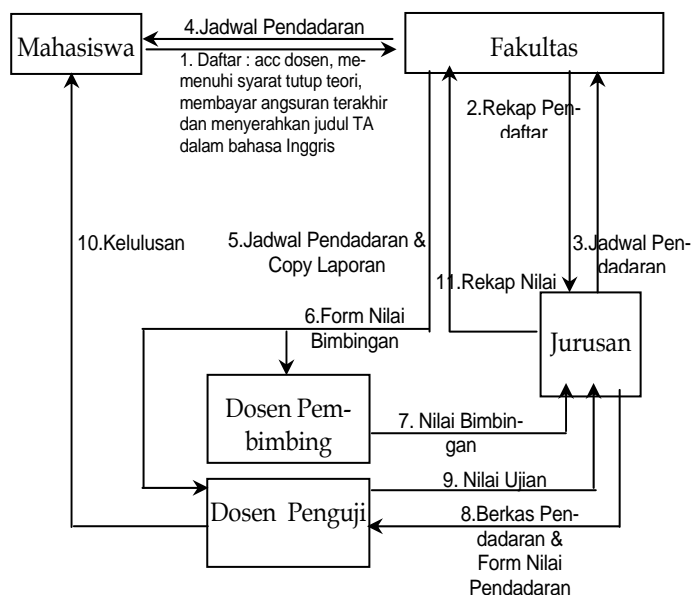 4.Jadwal Pendadaran
Mahasiswa
Fakultas
1. Daftar : acc dosen, me-
menuhi syarat tutup teori,
membayar angsuran terakhir
dan menyerahkan judul TA
dalam bahasa Inggris
2.Rekap Pen-
daftar
10.Kelulusan
5.Jadwal Pendadaran &
Copy Laporan
3.Jadwal Pen-
dadaran
11.Rekap Nilai
6.Form Nilai
Bimbingan
Jurusan
Dosen Pem-
bimbing
7. Nilai Bimbin-
gan
9. Nilai Ujian
Dosen Penguji
8.Berkas Pen-
dadaran &
Form Nilai
Pendadaran